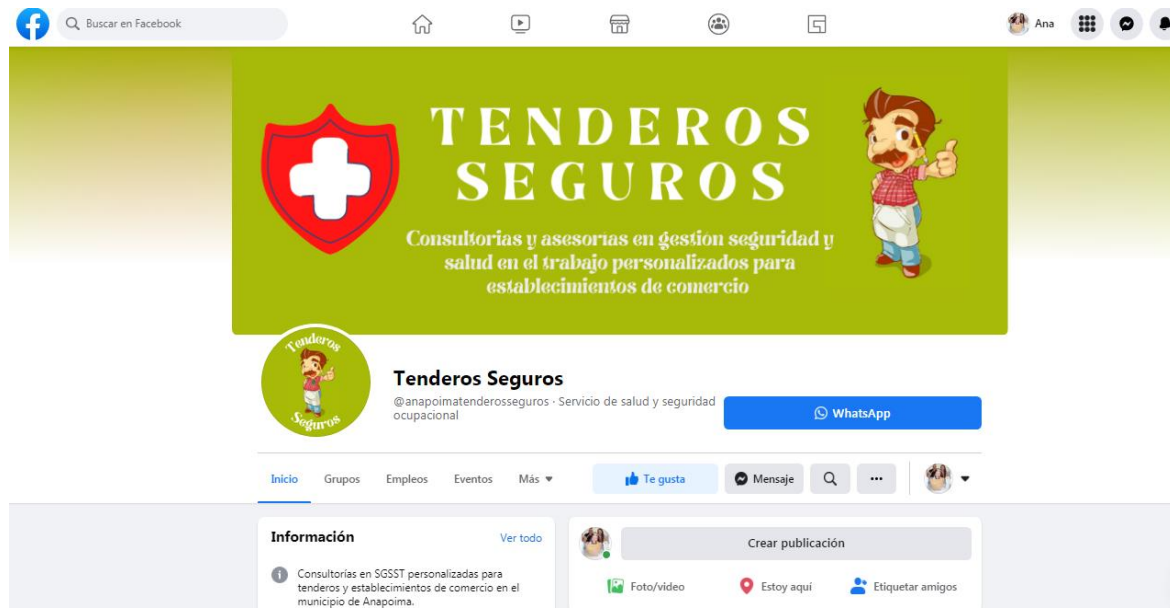 Buscar en Facebook
Ana
TENDEROS
SEGUROS
Consultorias y asesorias en gestión seguridad y
salud en el trabajo personalizados para
establecimientos de comercio
Tenderos
Seguros
Tenderos Seguros
@anapoimatenderosseguros · Servicio de salud y seguridad
ocupacional
WhatsApp
Inicio Grupos Empleos Eventos Más
Te gusta Mensaje
Información Ver todo
Consultorías en SGSST personalizadas para
tenderos y establecimientos de comercio en el
municipio de Anapoima.
Crear publicación
Foto/video Estoy aquí Etiquetar amigos